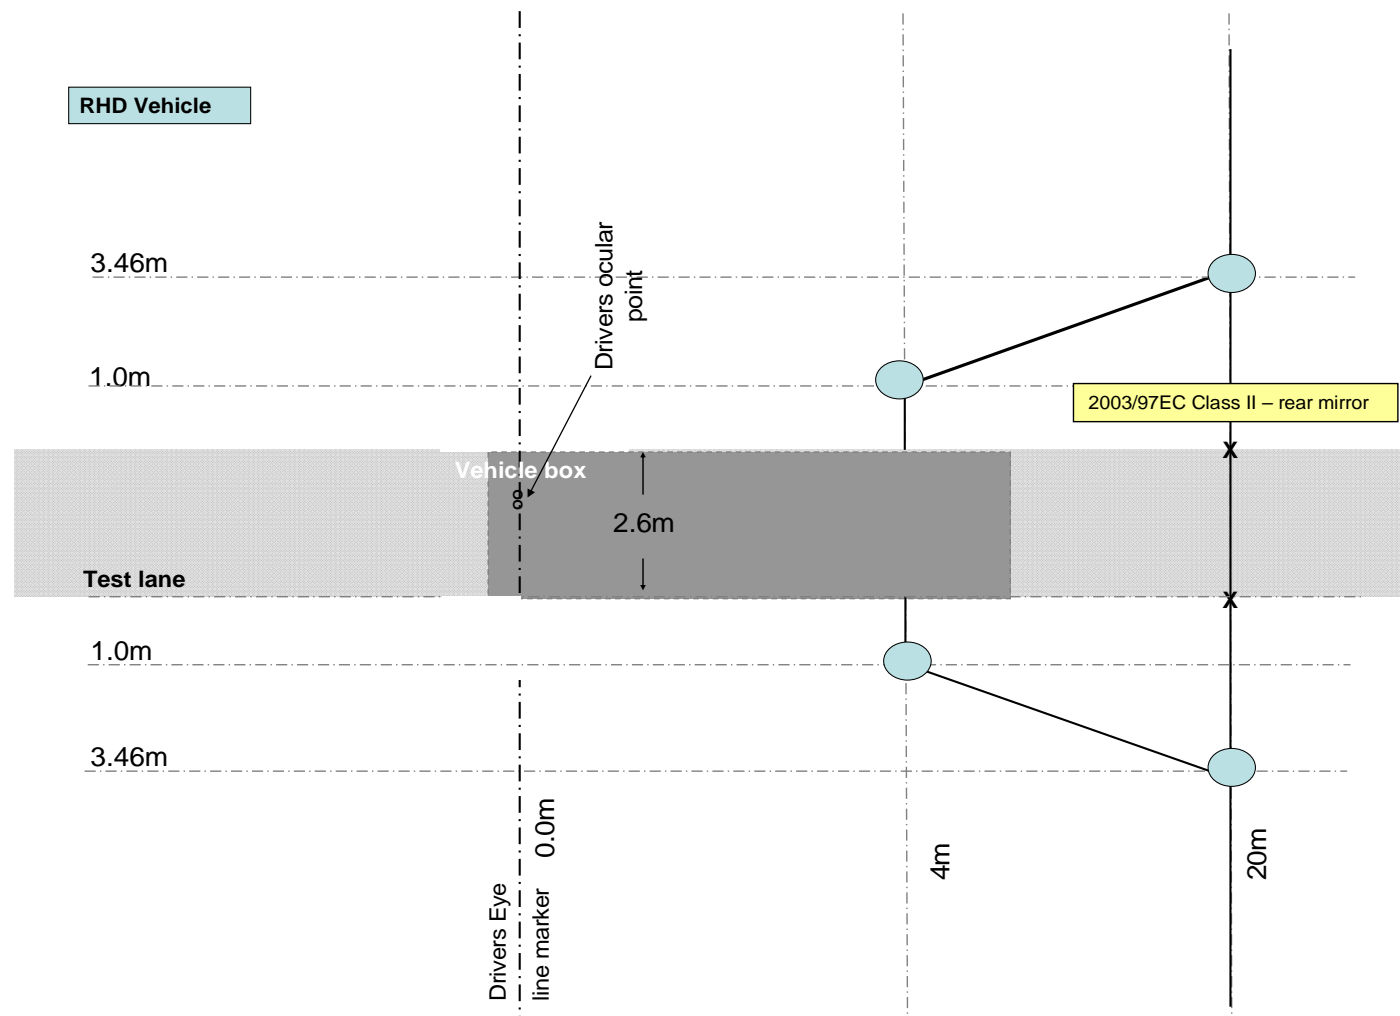 RHD Vehicle
Drivers ocular
point
3.46m
1.0m
2003/97EC Class II – rear mirror
X
Vehicle box
2.6m
Test lane
X
1.0m
3.46m
0.0m
4m
20m
Drivers Eye
line marker